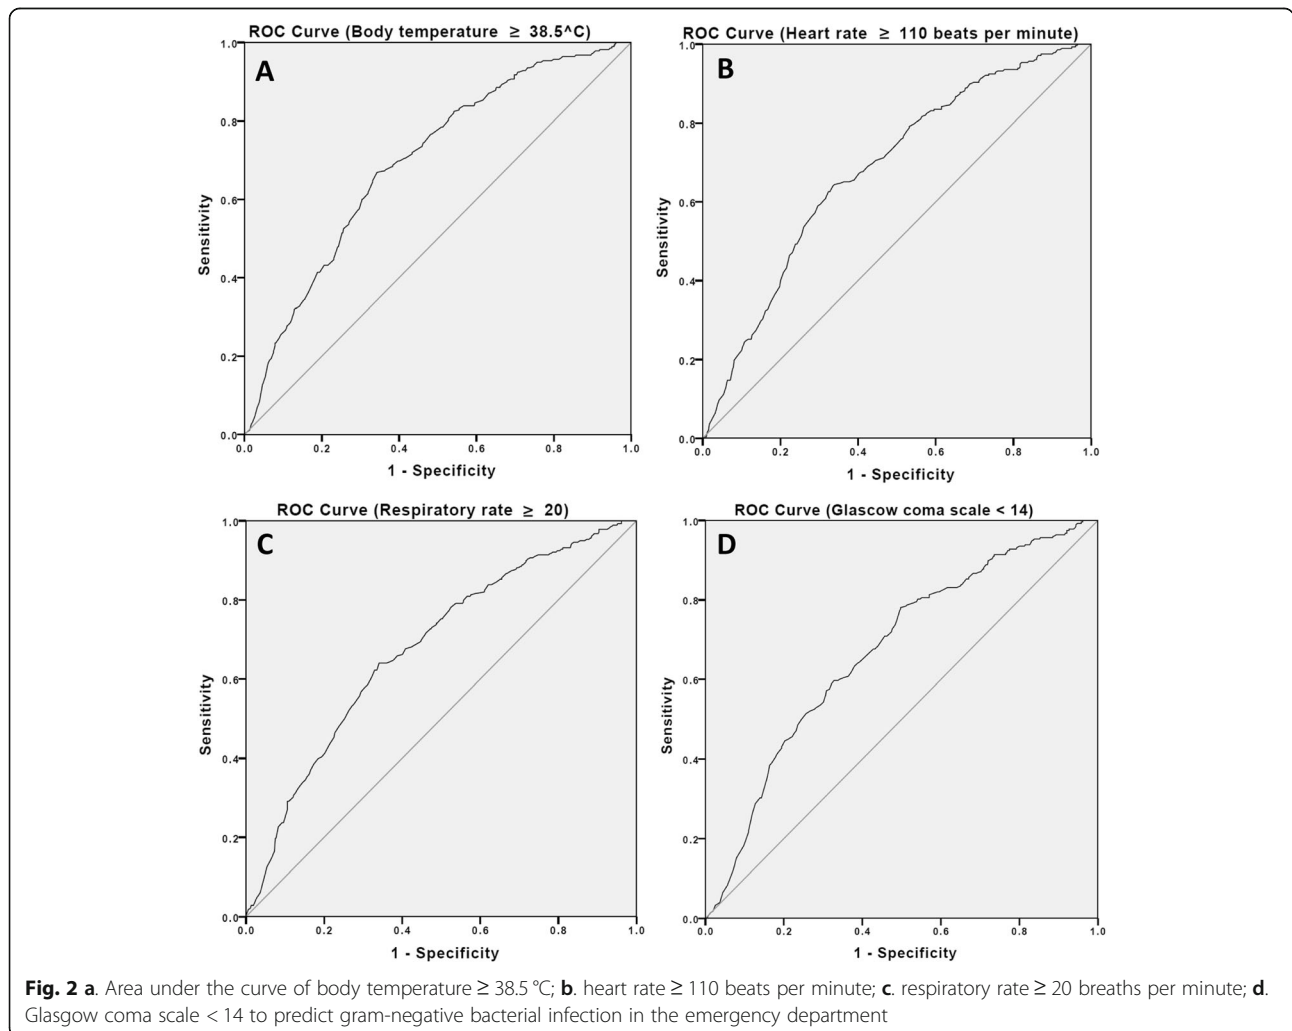 ROC Curve (Body temperature ≥ 38.5^C)
A
1.0
0.8
0.6
0.4
0.2
0.0
Sensitivity
0.0 0.2 0.4 0.6 0.8 1.0
1 - Specificity
ROC Curve (Heart rate ≥ 110 beats per minute)
B
1.0
0.8
0.6
0.4
0.2
0.0
Sensitivity
0.0 0.2 0.4 0.6 0.8 1.0
1 - Specificity
ROC Curve (Respiratory rate ≥ 20)
C
1.0
0.8
0.6
0.4
0.2
0.0
Sensitivity
0.0 0.2 0.4 0.6 0.8 1.0
1 - Specificity
ROC Curve (Glascow coma scale < 14)
D
1.0
0.8
0.6
0.4
0.2
0.0
Sensitivity
0.0 0.2 0.4 0.6 0.8 1.0
1 - Specificity
Fig. 2 a. Area under the curve of body temperature ≥ 38.5 °C; b. heart rate ≥ 110 beats per minute; c. respiratory rate ≥ 20 breaths per minute; d.
Glasgow coma scale < 14 to predict gram-negative bacterial infection in the emergency department